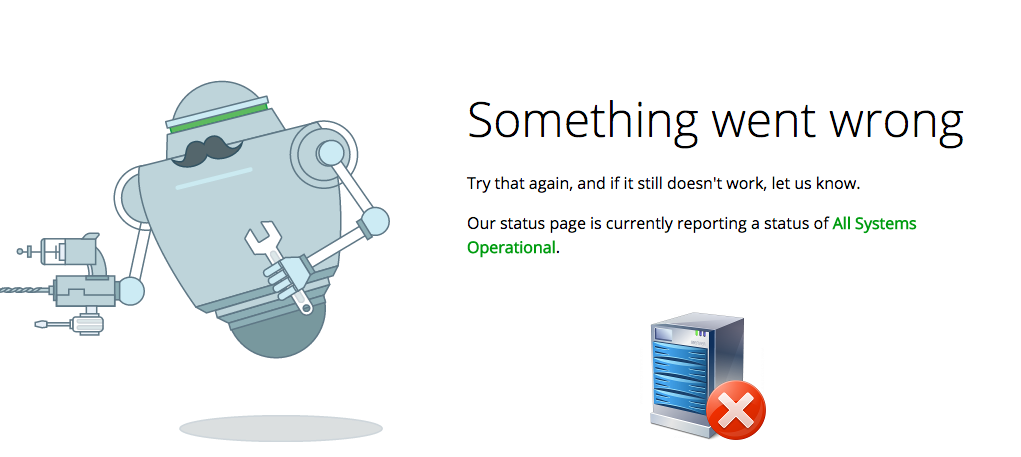 Something went wrong
Try that again, and if it still doesn't work, let us know.
Our status page is currently reporting a status of All Systems
Operational.